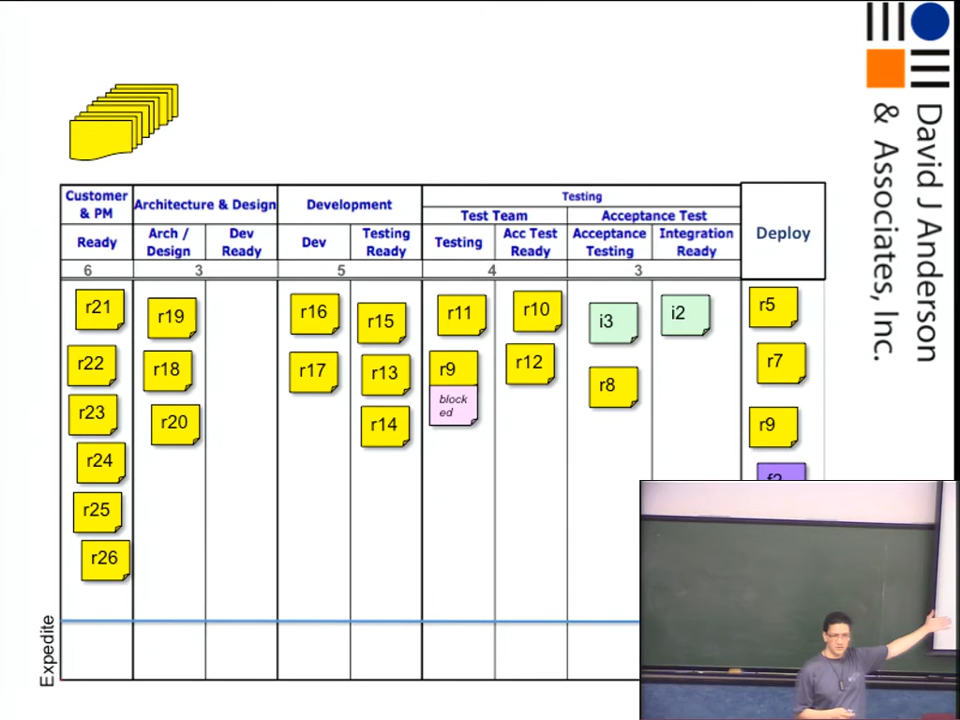 David J Anderson
& Associates, Inc.
Customer & PM
Architecture & Design
Development
Testing
Test Team
Acceptance Test
Deploy
Ready
Arch / Design
Dev Ready
Dev
Testing Ready
Testing
Acc Test Ready
Acceptance Testing
Integration Ready
6
3
5
4
3
r21
r22
r23
r24
r25
r26
r19
r18
r20
r16
r17
r15
r13
r14
r11
r9
block
ed
r10
r12
i3
r8
i2
r5
r7
r9
Expedite